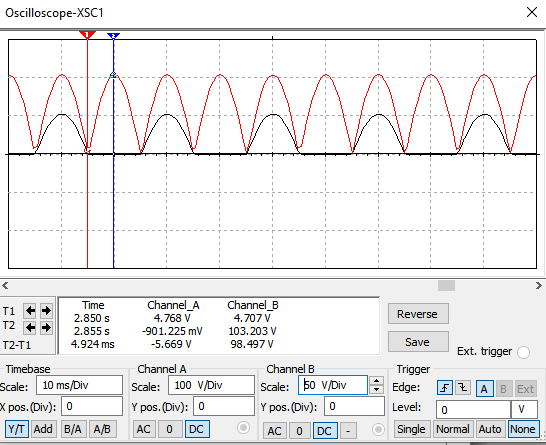 Oscilloscope-XSC1
1 2
T1
T2
T2-T1
Time Channel_A Channel_B
2.850 s 4.768 V 4.707 V
2.855 s -901.225 mV 103.203 V
4.924 ms -5.669 V 98.497 V
Reverse
Save
Ext. trigger
Timebase
Scale: 10 ms/Div
X pos.(Div): 0
Y/T Add B/A A/B
Channel A
Scale: 100 V/Div
Y pos.(Div): 0
AC 0 DC
Channel B
Scale: 50 V/Div
Y pos.(Div): 0
AC 0 DC -
Trigger
Edge: A B Ext
Level: 0 V
Single Normal Auto None